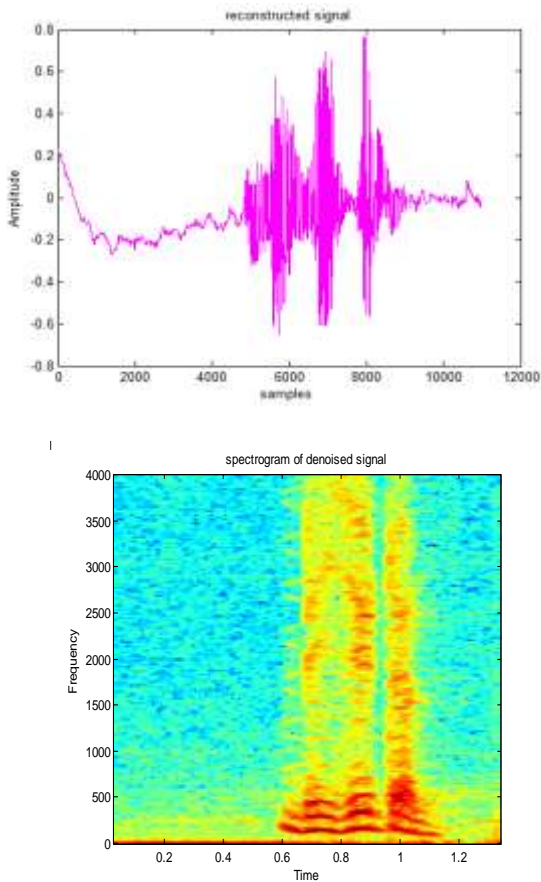 reconstructed signal
0.8
0.6
0.4
0.2
0
-0.2
-0.4
-0.6
-0.8
Amplitude
0 2000 4000 6000 8000 10000 12000
samples
spectrogram of denoised signal
4000
3500
3000
2500
2000
1500
1000
500
0
Frequency
0.2 0.4 0.6 0.8 1 1.2
Time